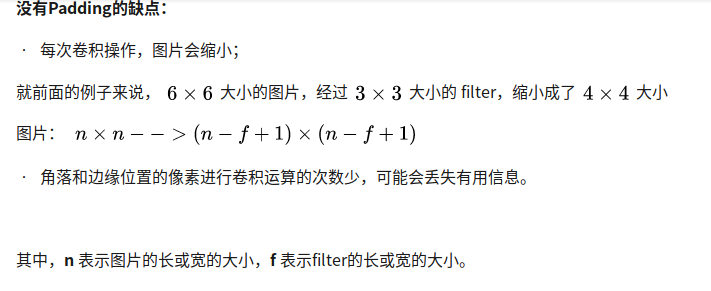 没有Padding的缺点：
· 每次卷积操作，图片会缩小；
就前面的例子来说， 6 × 6 大小的图片，经过 3 × 3 大小的 filter，缩小成了 4 × 4 大小
图片： n × n − − > (n − f + 1) × (n − f + 1)
· 角落和边缘位置的像素进行卷积运算的次数少，可能会丢失有用信息。
其中，n 表示图片的长或宽的大小，f 表示filter的长或宽的大小。